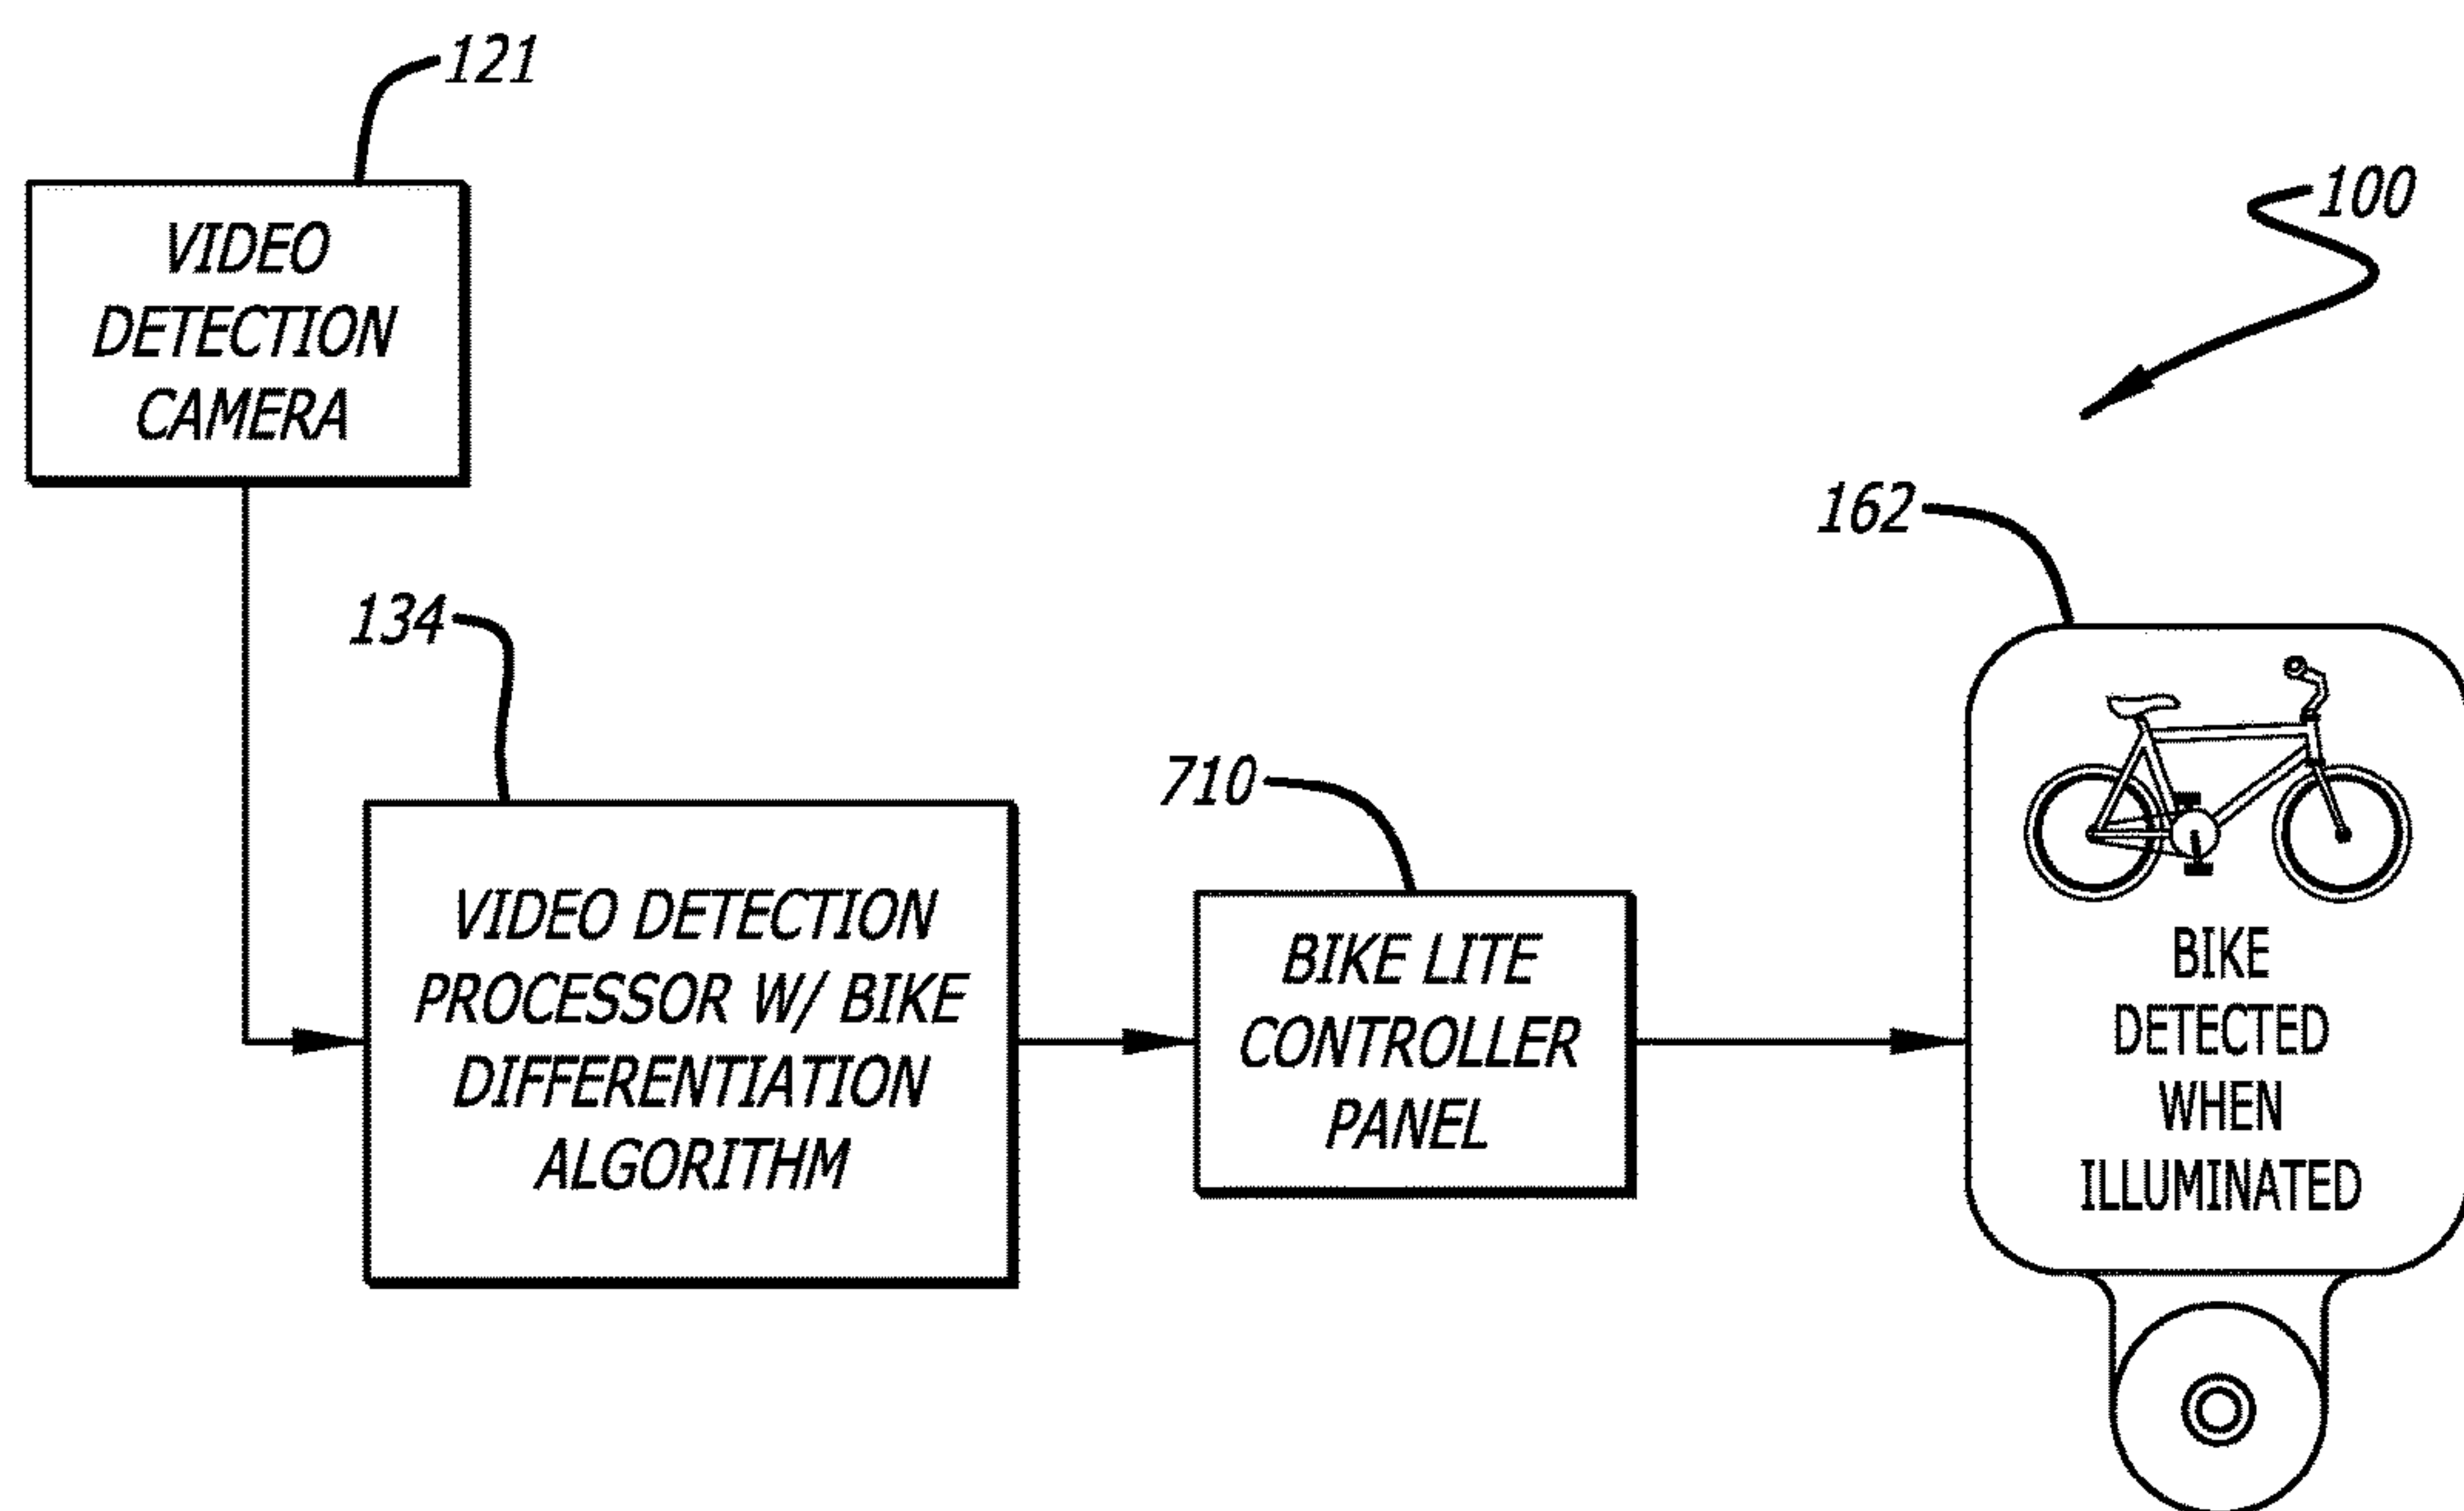 121
VIDEO
DETECTION
CAMERA
100
162
134
VIDEO DETECTION
PROCESSOR W/ BIKE
DIFFERENTIATION
ALGORITHM
710
BIKE LITE
CONTROLLER
PANEL
BIKE
DETECTED
WHEN
ILLUMINATED